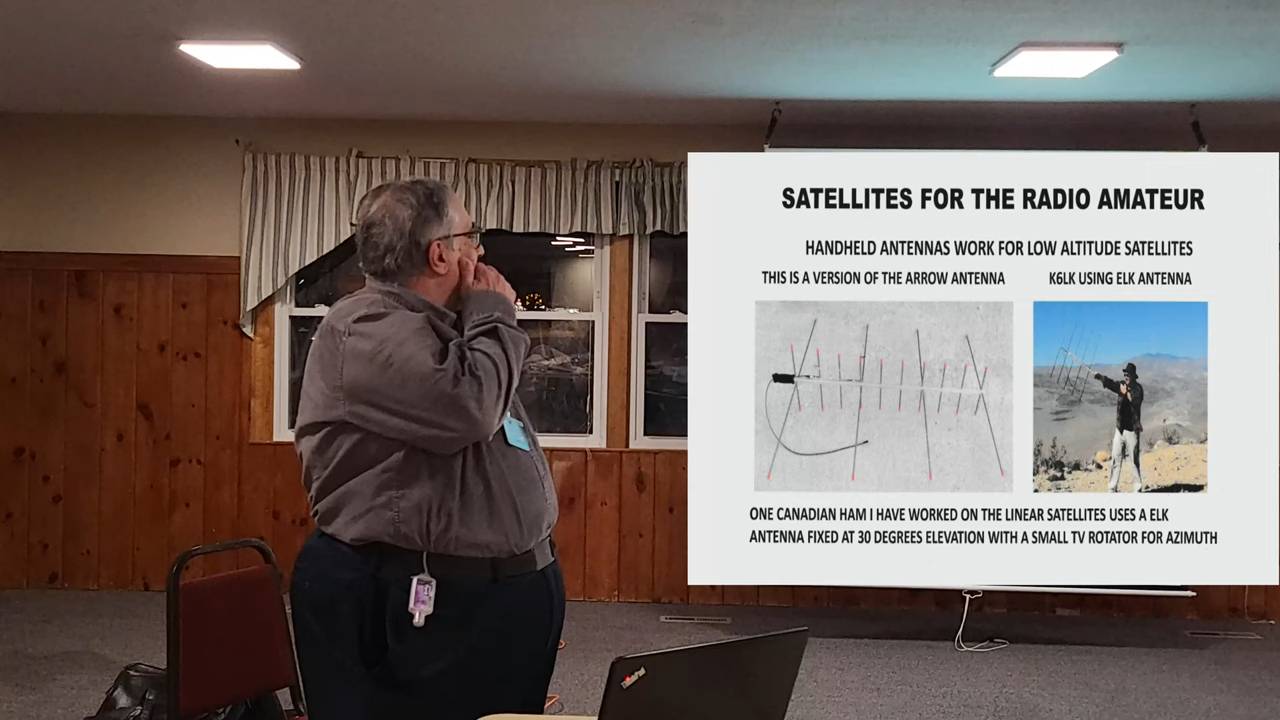 SATELLITES FOR THE RADIO AMATEUR
HANDHELD ANTENNAS WORK FOR LOW ALTITUDE SATELLITES
THIS IS A VERSION OF THE ARROW ANTENNA
K6LK USING ELK ANTENNA
ONE CANADIAN HAM I HAVE WORKED ON THE LINEAR SATELLITES USES A ELK
ANTENNA FIXED AT 30 DEGREES ELEVATION WITH A SMALL TV ROTATOR FOR AZIMUTH
ThinkPad